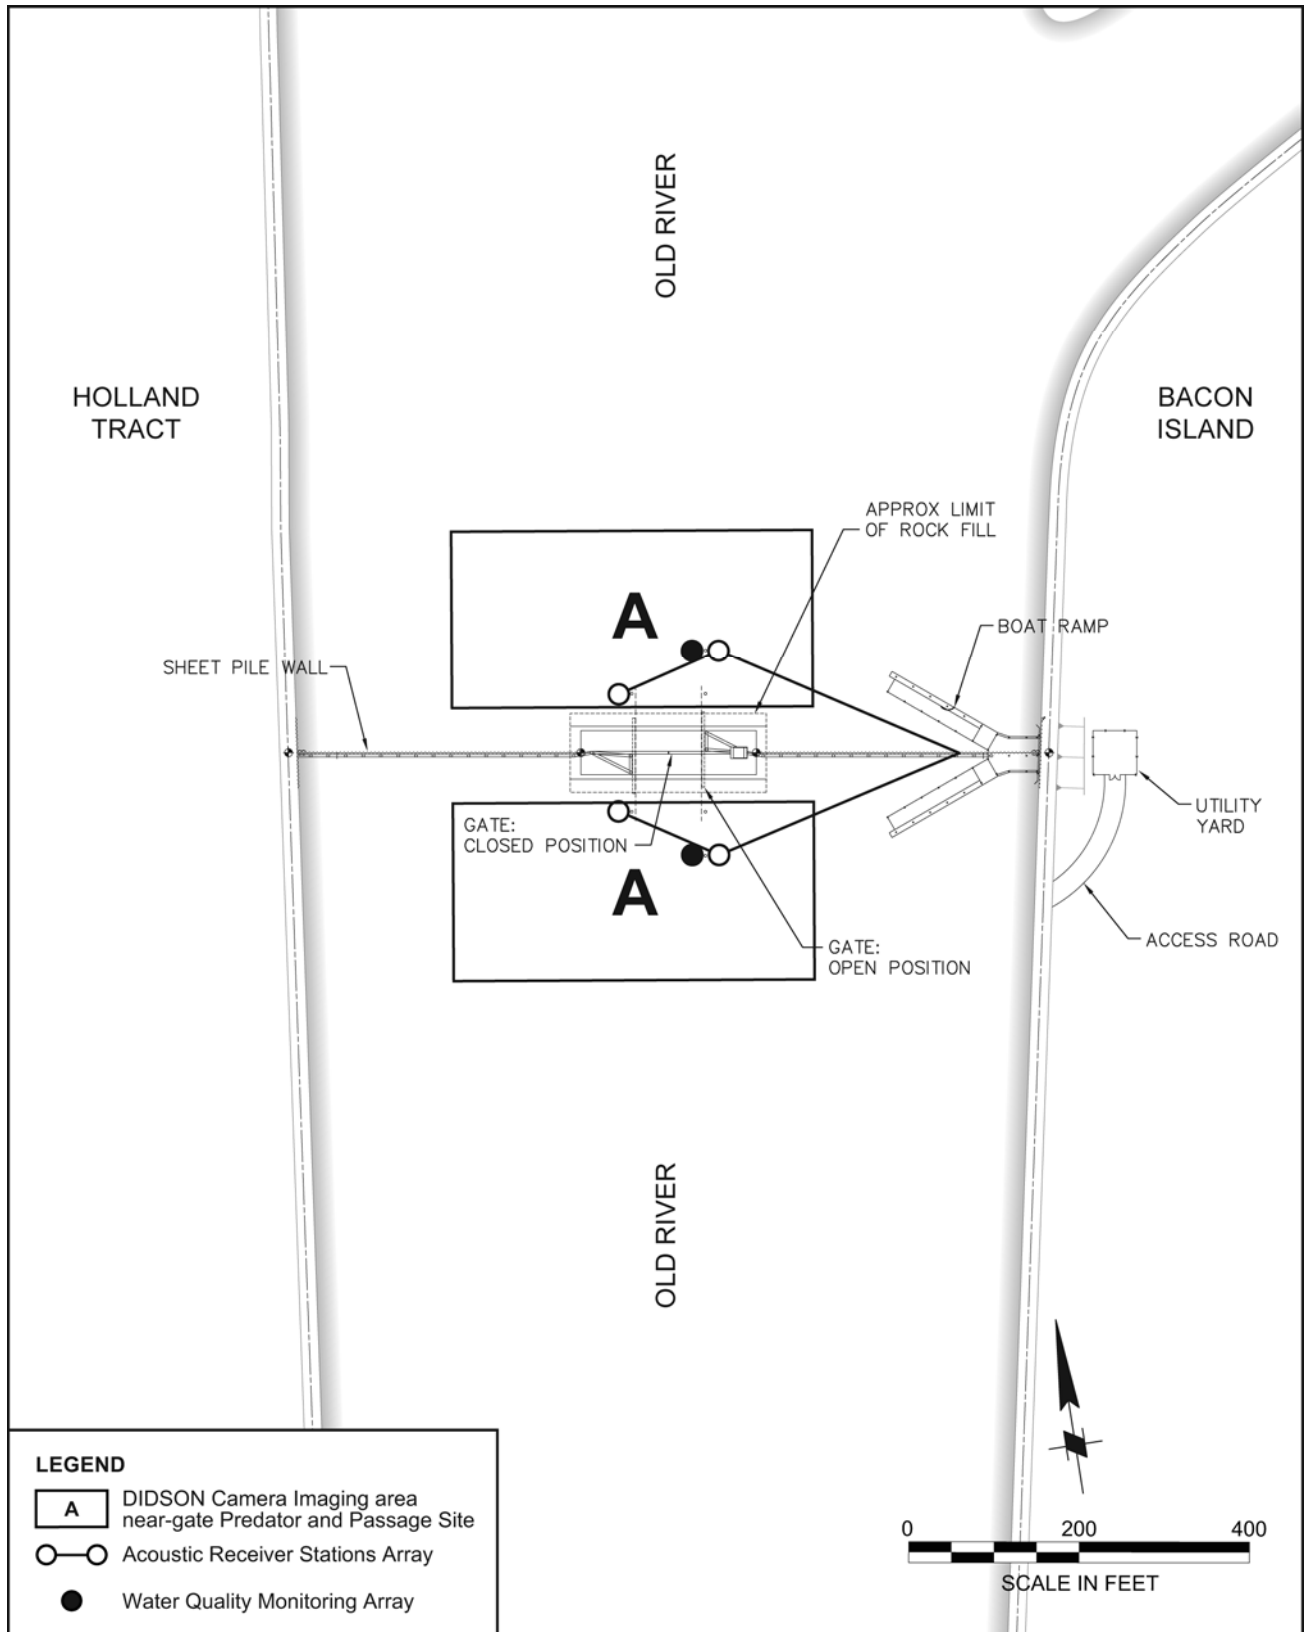 OLD RIVER
HOLLAND
TRACT
BACON
ISLAND
APPROX LIMIT
OF ROCK FILL
A
BOAT RAMP
SHEET PILE WALL
UTILITY
YARD
GATE:
CLOSED POSITION
A
ACCESS ROAD
GATE:
OPEN POSITION
OLD RIVER
LEGEND
A
DIDSON Camera Imaging area
near-gate Predator and Passage Site
Acoustic Receiver Stations Array
Water Quality Monitoring Array
0 200 400
SCALE IN FEET